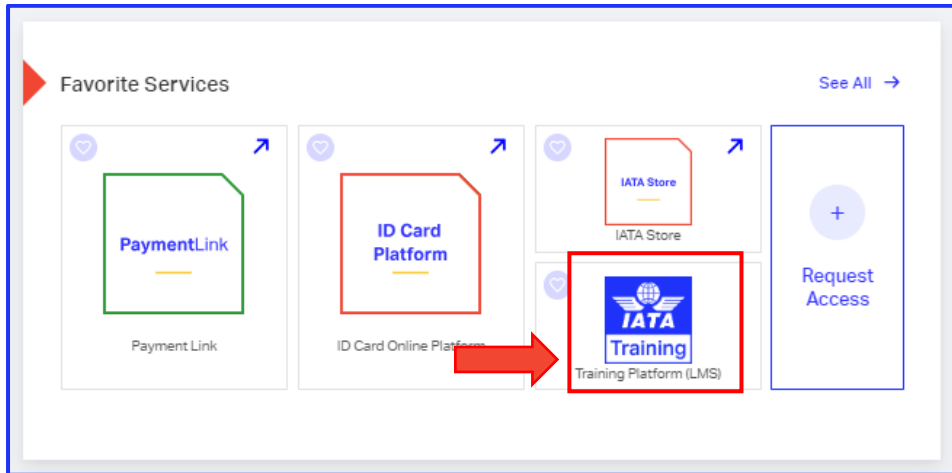 Favorite Services
See All →
PaymentLink
Payment Link
ID Card
Platform
ID Card Online Platform
IATA Store
IATA Store
IATA
Training
Training Platform (LMS)
+
Request
Access